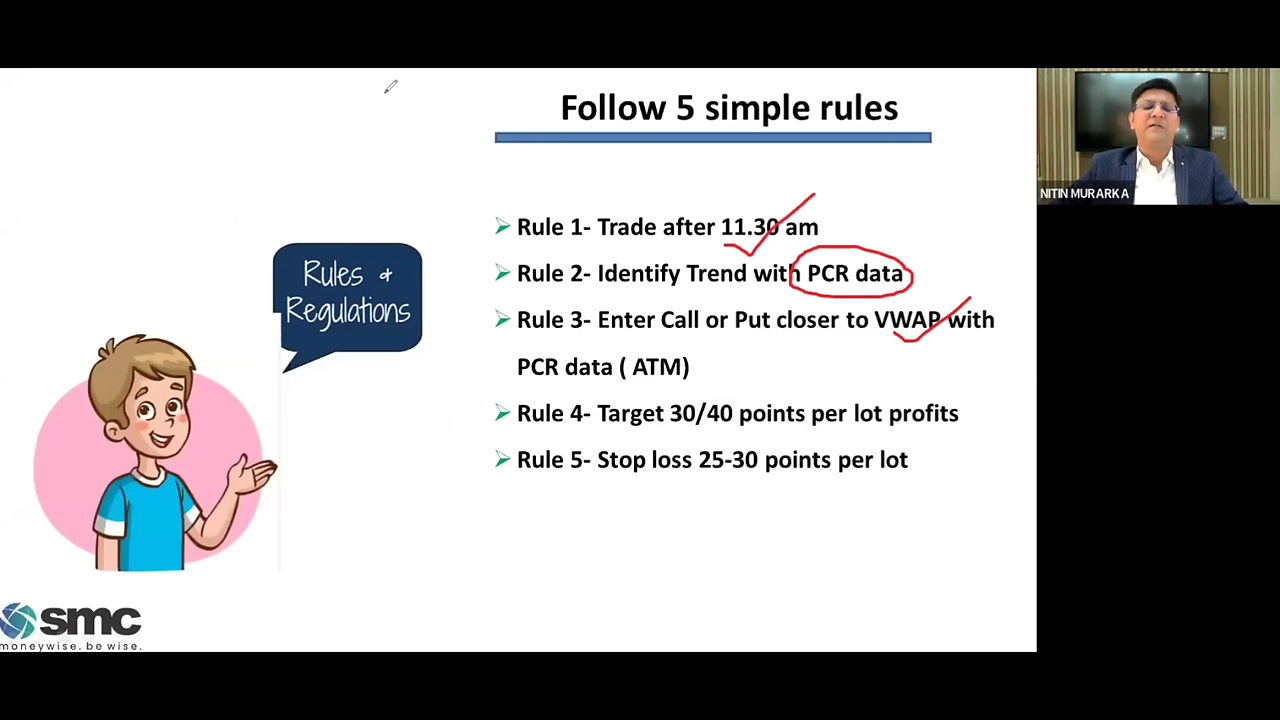 Follow 5 simple rules
NITIN MURARKA
Rule 1- Trade after 11.30 am
Rule 2- Identify Trend with PCR data
Rules +
Regulations
Rule 3- Enter Call or Put closer to VWAP with
PCR data ( ATM)
Rule 4- Target 30/40 points per lot profits
Rule 5- Stop loss 25-30 points per lot
smc
moneywise. be wise.